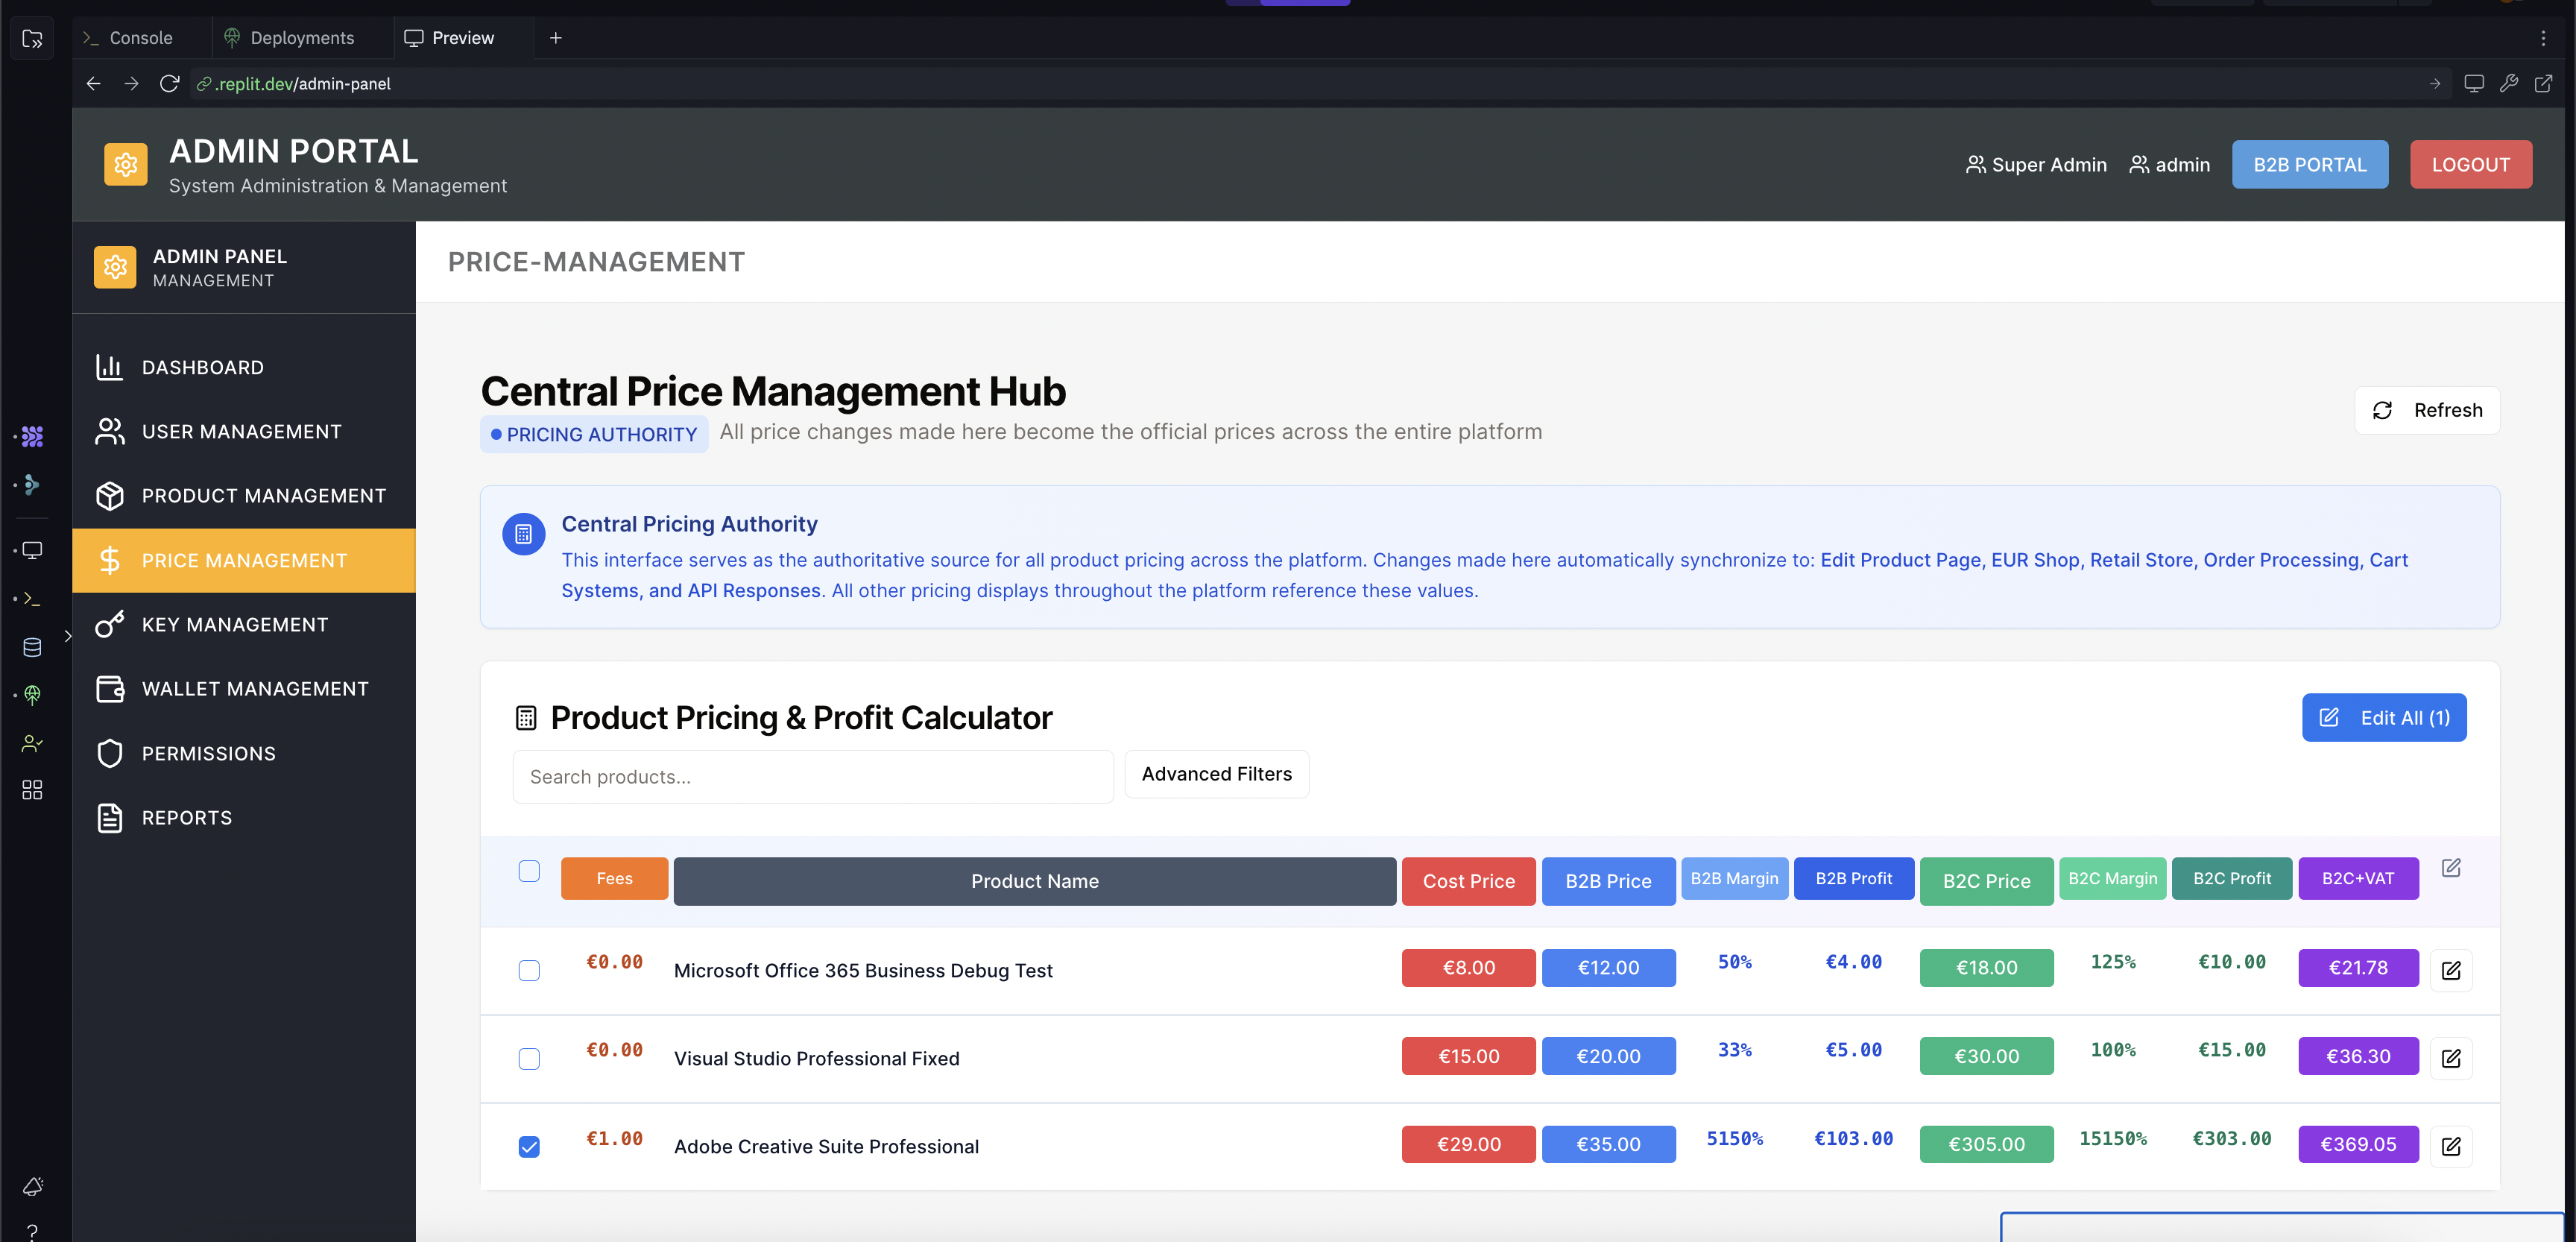 Console
Deployments
Preview
.replit.dev/admin-panel
ADMIN PORTAL
System Administration & Management
Super Admin
admin
B2B PORTAL
LOGOUT
ADMIN PANEL
MANAGEMENT
DASHBOARD
USER MANAGEMENT
PRODUCT MANAGEMENT
PRICE MANAGEMENT
KEY MANAGEMENT
WALLET MANAGEMENT
PERMISSIONS
REPORTS
PRICE-MANAGEMENT
Central Price Management Hub
PRICING AUTHORITY All price changes made here become the official prices across the entire platform
Refresh
Central Pricing Authority
This interface serves as the authoritative source for all product pricing across the platform. Changes made here automatically synchronize to: Edit Product Page, EUR Shop, Retail Store, Order Processing, Cart
Systems, and API Responses. All other pricing displays throughout the platform reference these values.
Product Pricing & Profit Calculator
Edit All (1)
Search products...
Advanced Filters
Fees Product Name Cost Price B2B Price B2B Margin B2B Profit B2C Price B2C Margin B2C Profit B2C+VAT
€0.00 Microsoft Office 365 Business Debug Test €8.00 €12.00 50% €4.00 €18.00 125% €10.00 €21.78
€0.00 Visual Studio Professional Fixed €15.00 €20.00 33% €5.00 €30.00 100% €15.00 €36.30
€1.00 Adobe Creative Suite Professional €29.00 €35.00 5150% €103.00 €305.00 15150% €303.00 €369.05